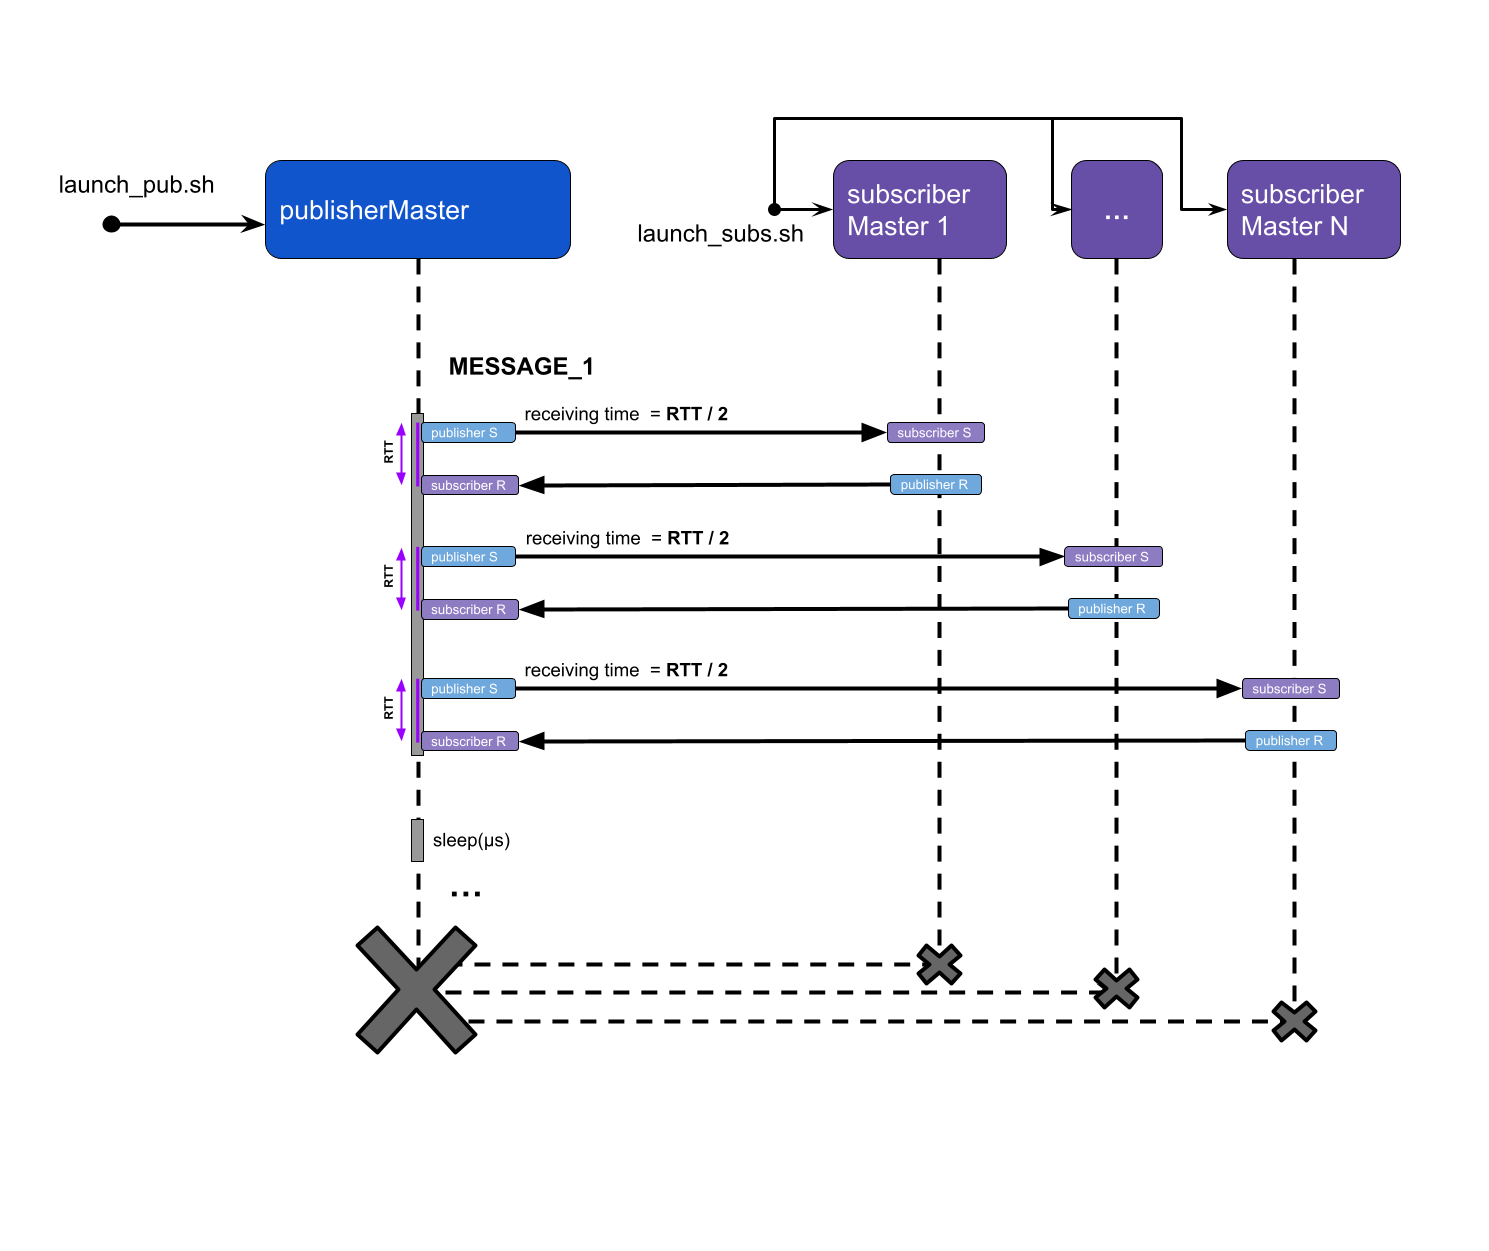 launch_pub.sh
publisherMaster
launch_subs.sh
subscriber
Master 1
...
subscriber
Master N
MESSAGE_1
receiving time = RTT / 2
RTT
publisher S
subscriber S
subscriber R
publisher R
receiving time = RTT / 2
RTT
publisher S
subscriber S
subscriber R
publisher R
receiving time = RTT / 2
RTT
publisher S
subscriber S
subscriber R
publisher R
sleep(µs)
...